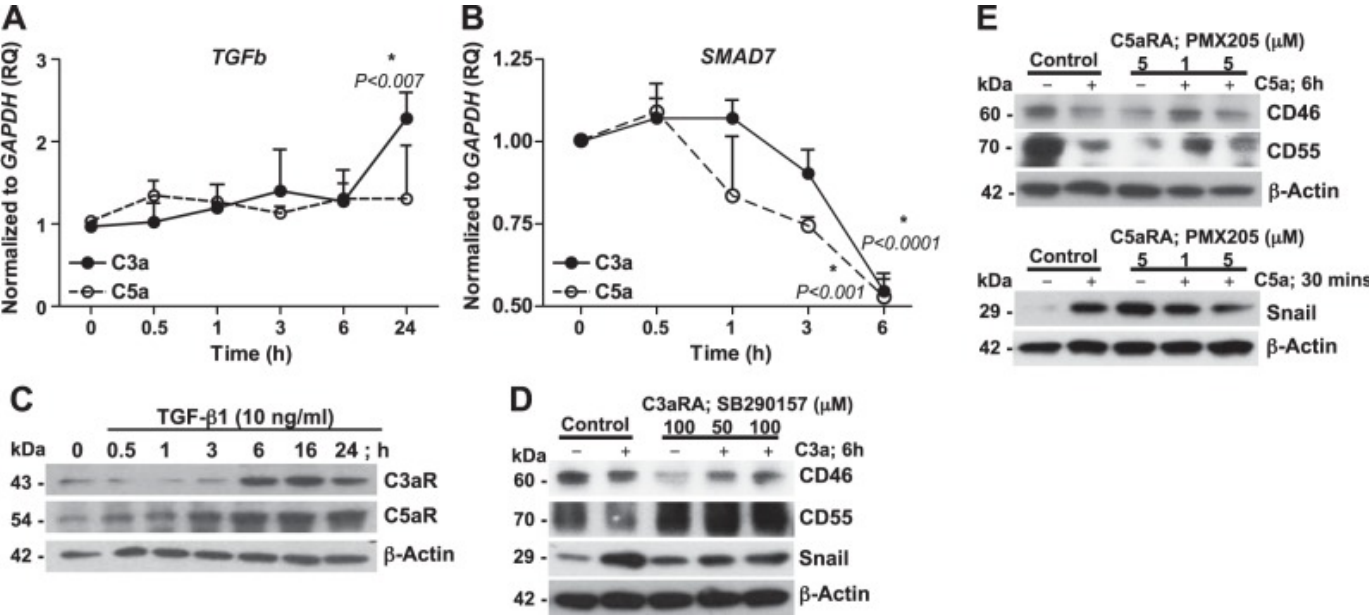 A
TGFb
Normalized to GAPDH (RQ)
3
2
1
0
*
P<0.007
C3a
C5a
0 0.5 1 3 6 24
Time (h)
B
SMAD7
Normalized to GAPDH (RQ)
1.25
1.00
0.75
0.50
*
P<0.0001
*
P<0.001
C3a
C5a
0 0.5 1 3 6
Time (h)
E
C5aRA; PMX205 (μM)
Control 5 1 5
kDa – + – + + C5a; 6h
60 - CD46
70 - CD55
42 - β-Actin
C5aRA; PMX205 (μM)
Control 5 1 5
kDa – + – + + C5a; 30 mins
29 - Snail
42 - β-Actin
C
TGF-β1 (10 ng/ml)
kDa 0 0.5 1 3 6 16 24 ; h
43 - C3aR
54 - C5aR
42 - β-Actin
D
C3aRA; SB290157 (μM)
Control 100 50 100
kDa – + – + + C3a; 6h
60 - CD46
70 - CD55
29 - Snail
42 - β-Actin